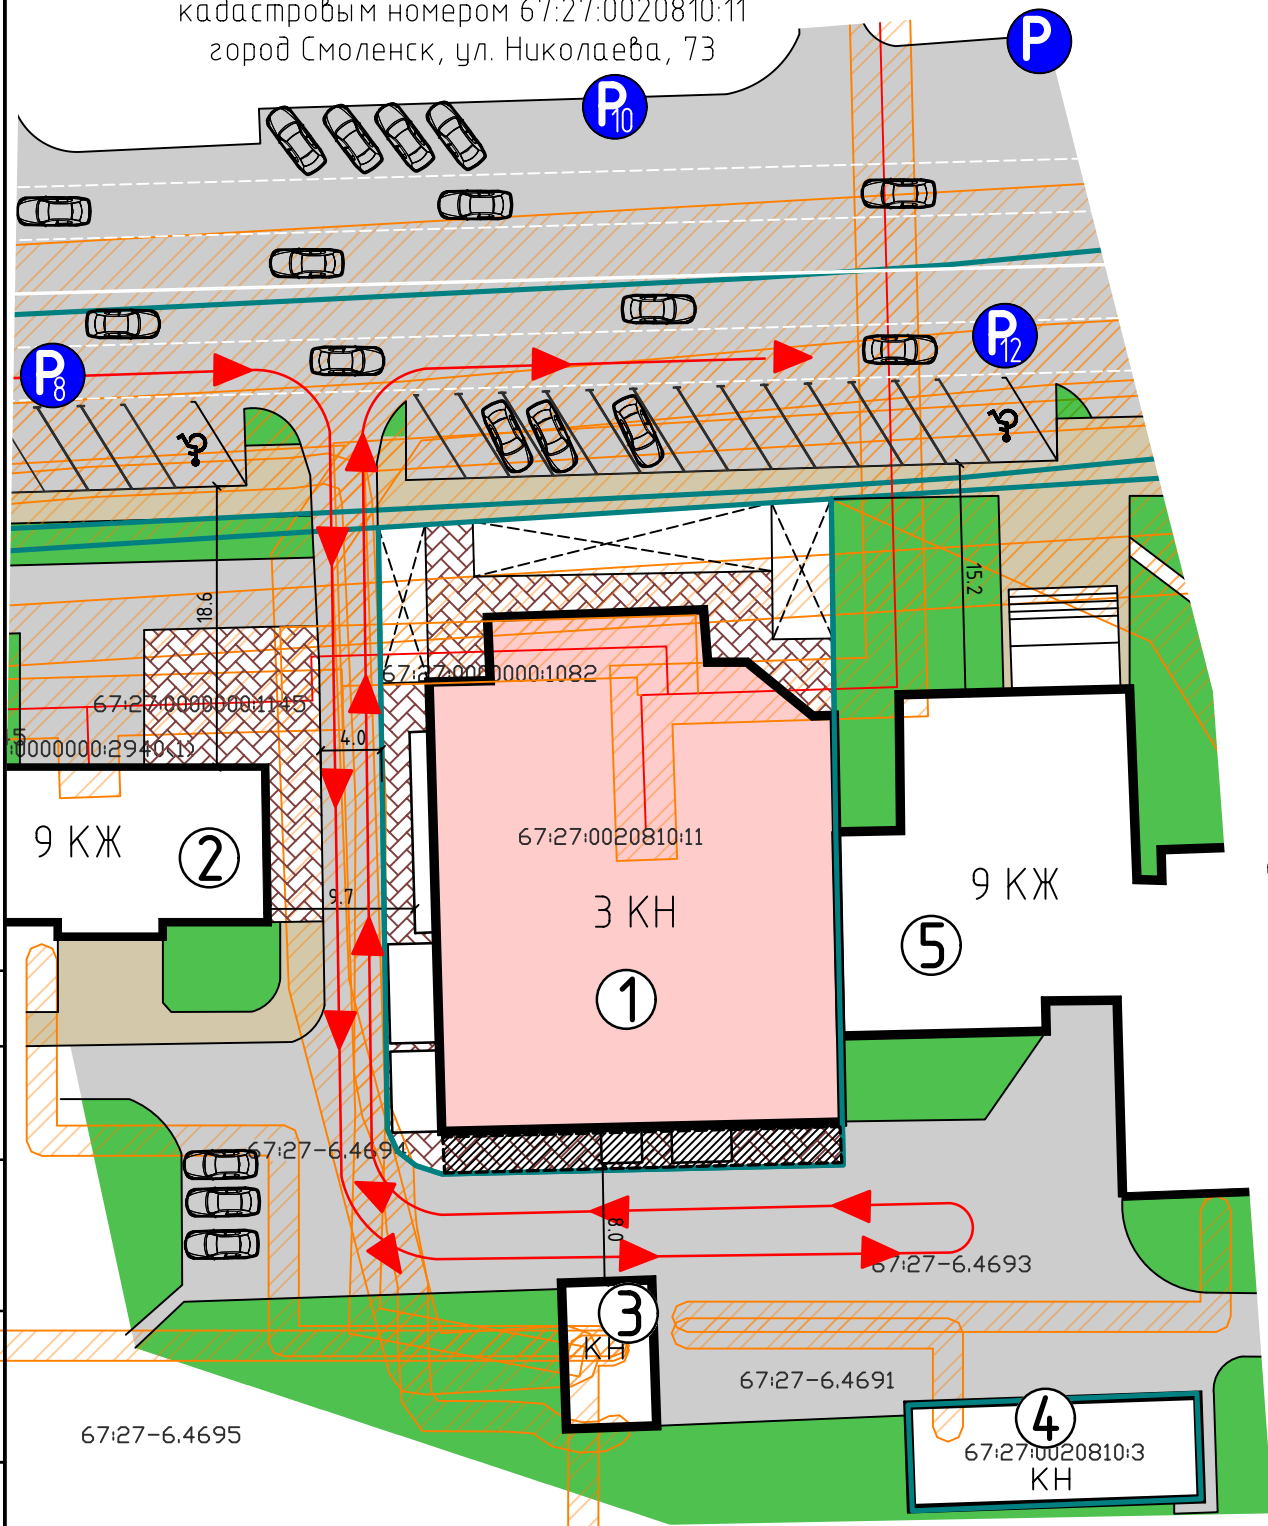 кадастровым номером 67:27:0020810:11
город Смоленск, ул. Николаева, 73
P
P10
P12
P8
15.2
18.6
67:27:0000000:1082
67:27:0000000:1145
4.0
:0000000:2940(1)
9 КЖ
2
67:27:0020810:11
9.7
3 КН
9 КЖ
5
1
67:27-6.4694
8.0
67:27-6.4693
3
КН
67:27-6.4691
67:27-6.4695
4
67:27:0020810:3
КН